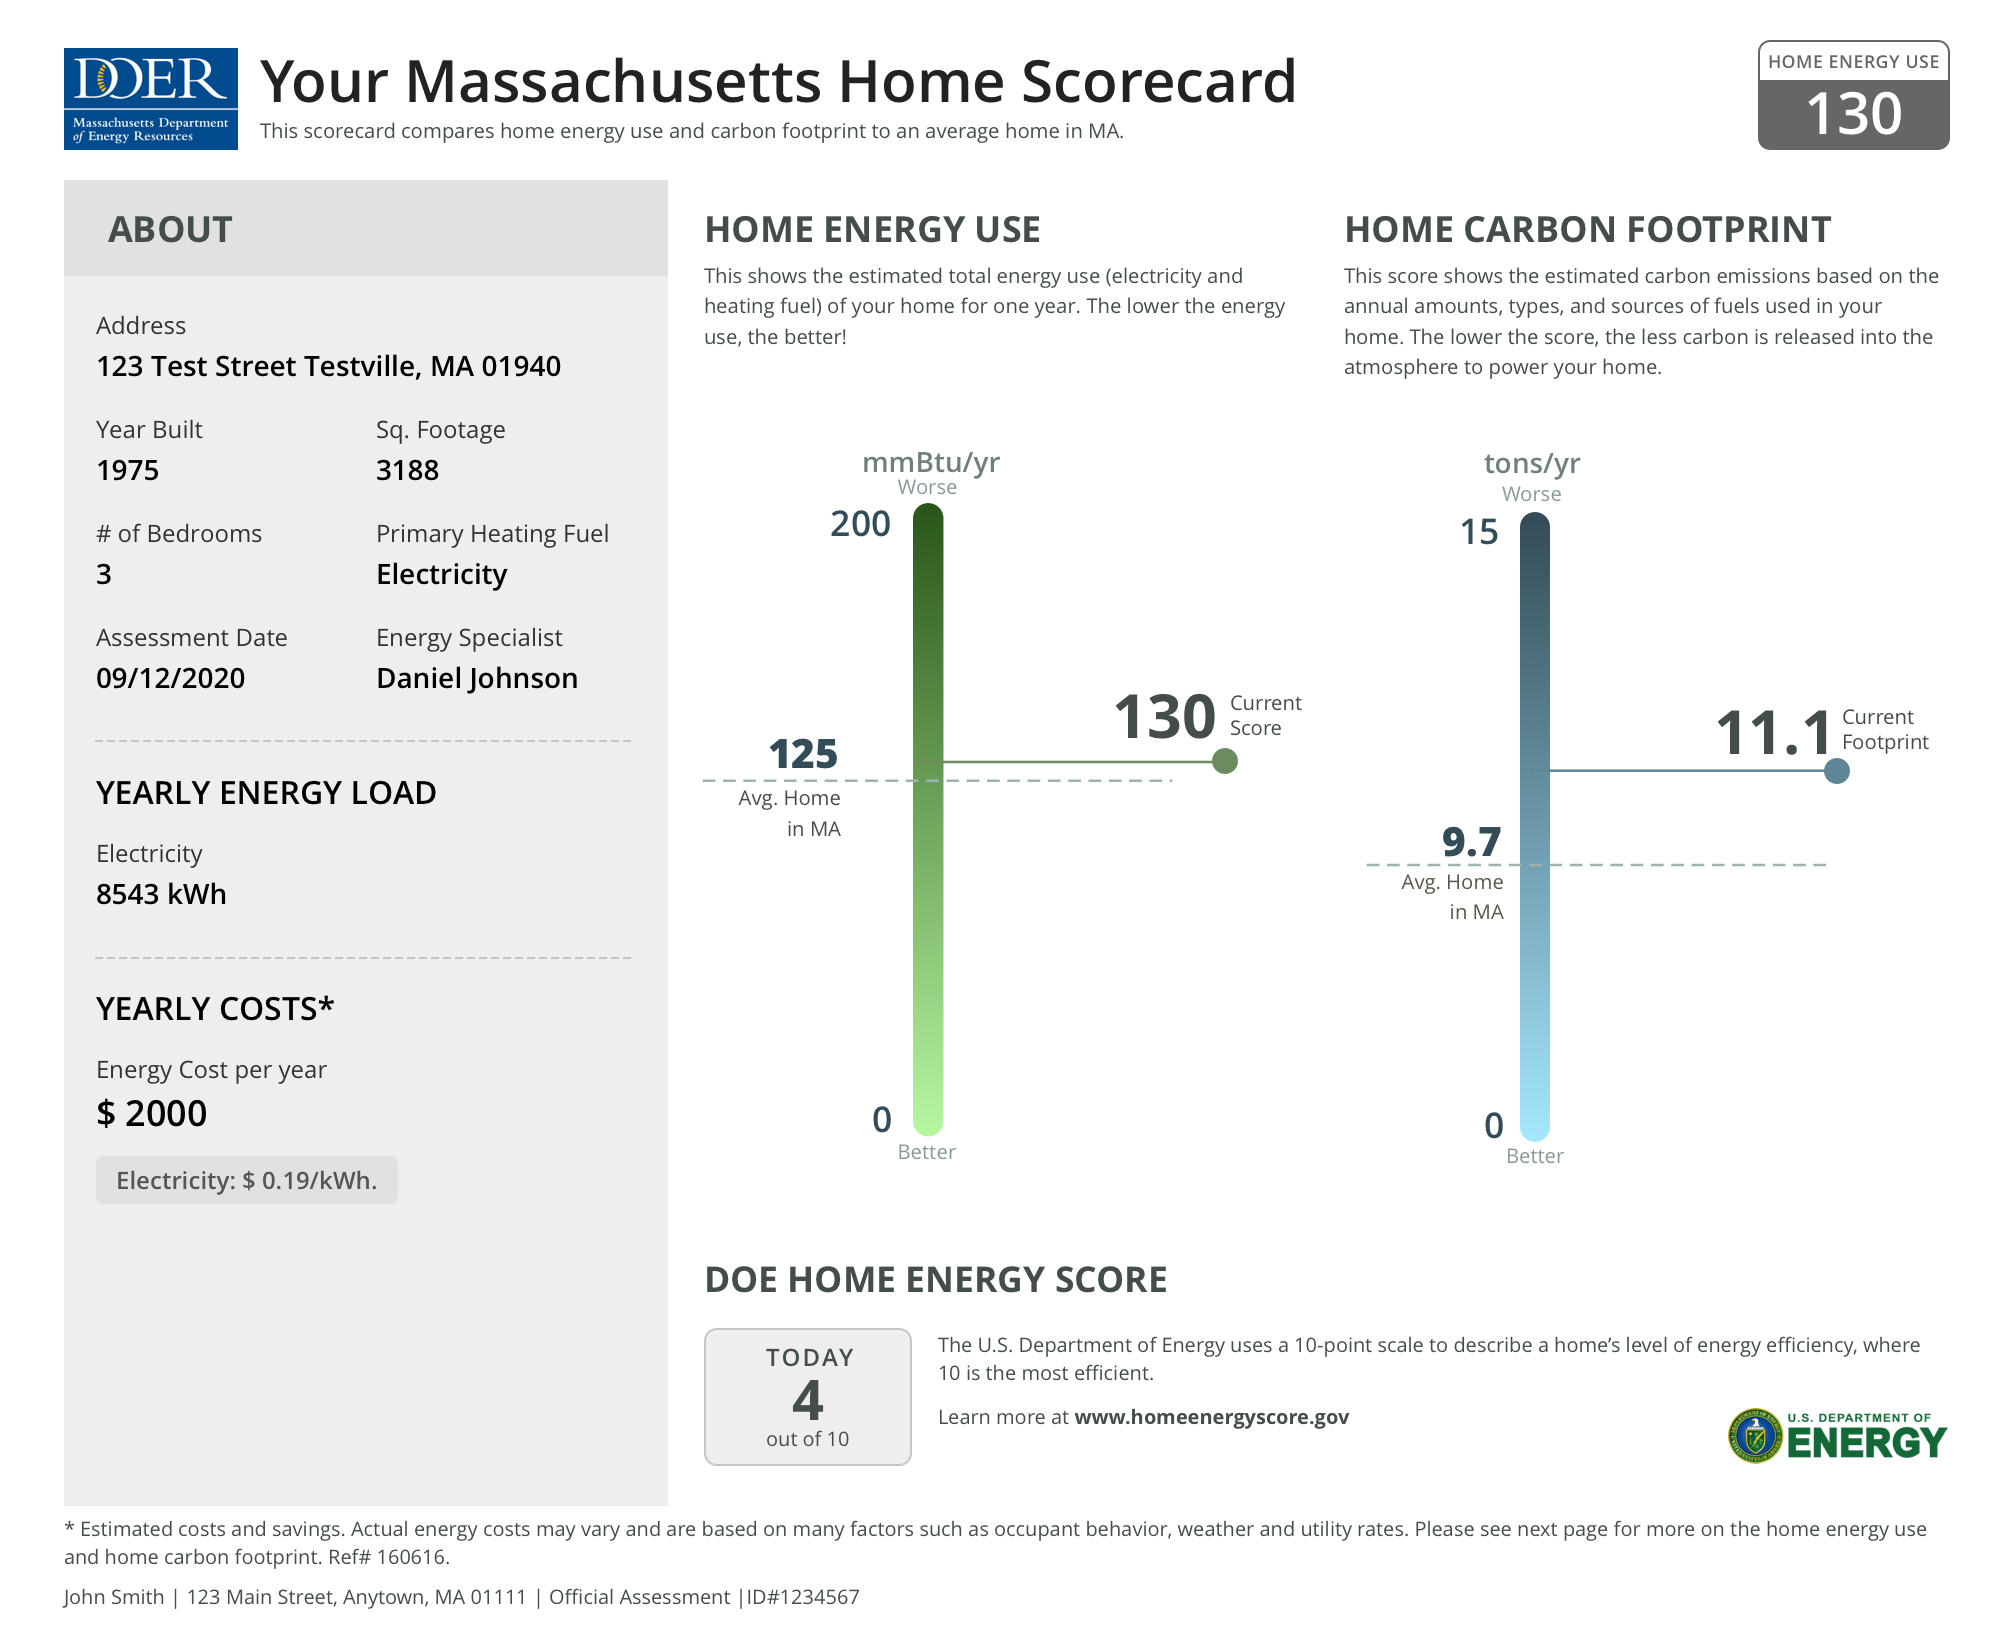 DOER
Massachusetts Department
of Energy Resources
Your Massachusetts Home Scorecard
This scorecard compares home energy use and carbon footprint to an average home in MA.
HOME ENERGY USE
130
ABOUT
Address
123 Test Street Testville, MA 01940
Year Built
1975
Sq. Footage
3188
# of Bedrooms
3
Primary Heating Fuel
Electricity
Assessment Date
09/12/2020
Energy Specialist
Daniel Johnson
YEARLY ENERGY LOAD
Electricity
8543 kWh
YEARLY COSTS*
Energy Cost per year
$ 2000
Electricity: $ 0.19/kWh.
HOME ENERGY USE
This shows the estimated total energy use (electricity and
heating fuel) of your home for one year. The lower the energy
use, the better!
mmBtu/yr
Worse
200
130
Current
Score
125
Avg. Home
in MA
0
Better
HOME CARBON FOOTPRINT
This score shows the estimated carbon emissions based on the
annual amounts, types, and sources of fuels used in your
home. The lower the score, the less carbon is released into the
atmosphere to power your home.
tons/yr
Worse
15
11.1
Current
Footprint
9.7
Avg. Home
in MA
0
Better
DOE HOME ENERGY SCORE
TODAY
4
out of 10
The U.S. Department of Energy uses a 10-point scale to describe a home’s level of energy efficiency, where
10 is the most efficient.
Learn more at www.homeenergyscore.gov
U.S. DEPARTMENT OF
ENERGY
* Estimated costs and savings. Actual energy costs may vary and are based on many factors such as occupant behavior, weather and utility rates. Please see next page for more on the home energy use
and home carbon footprint. Ref# 160616.
John Smith | 123 Main Street, Anytown, MA 01111 | Official Assessment |ID#1234567